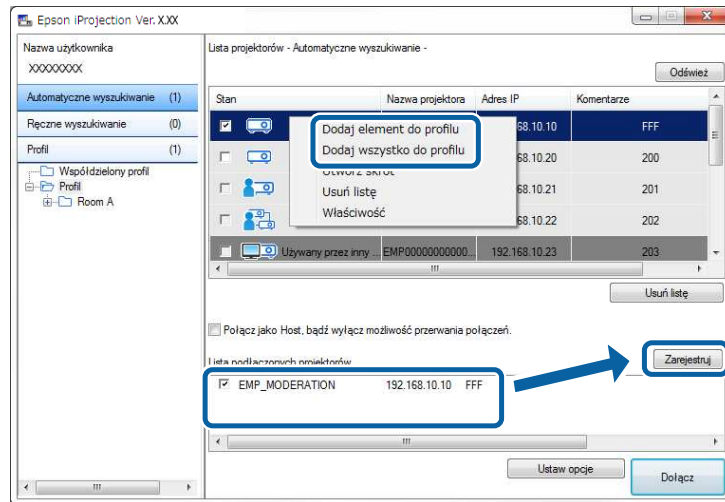 Epson iProjection Ver. X.XX
Nazwa użytkownika
XXXXXXXX
Automatyczne wyszukiwanie (1)
Ręczne wyszukiwanie (0)
Profil (1)
Współdzielony profil
Profil
Room A
Lista projektorów - Automatyczne wyszukiwanie -
Odśwież
Stan Nazwa projektora Adres IP Komentarze
68.10.10 FFF
68.10.20 200
68.10.21 201
68.10.22 202
Używany przez inny ... EMP00000000000... 192.168.10.23 203
Dodaj element do profilu
Dodaj wszystko do profilu
Utwórz skrót
Usuń listę
Właściwość
Usuń listę
Połącz jako Host, bądź wyłącz możliwość przerwania połączeń.
Lista podłączonych projektorów
Zarejestruj
EMP_MODERATION 192.168.10.10 FFF
Ustaw opcje
Dołącz